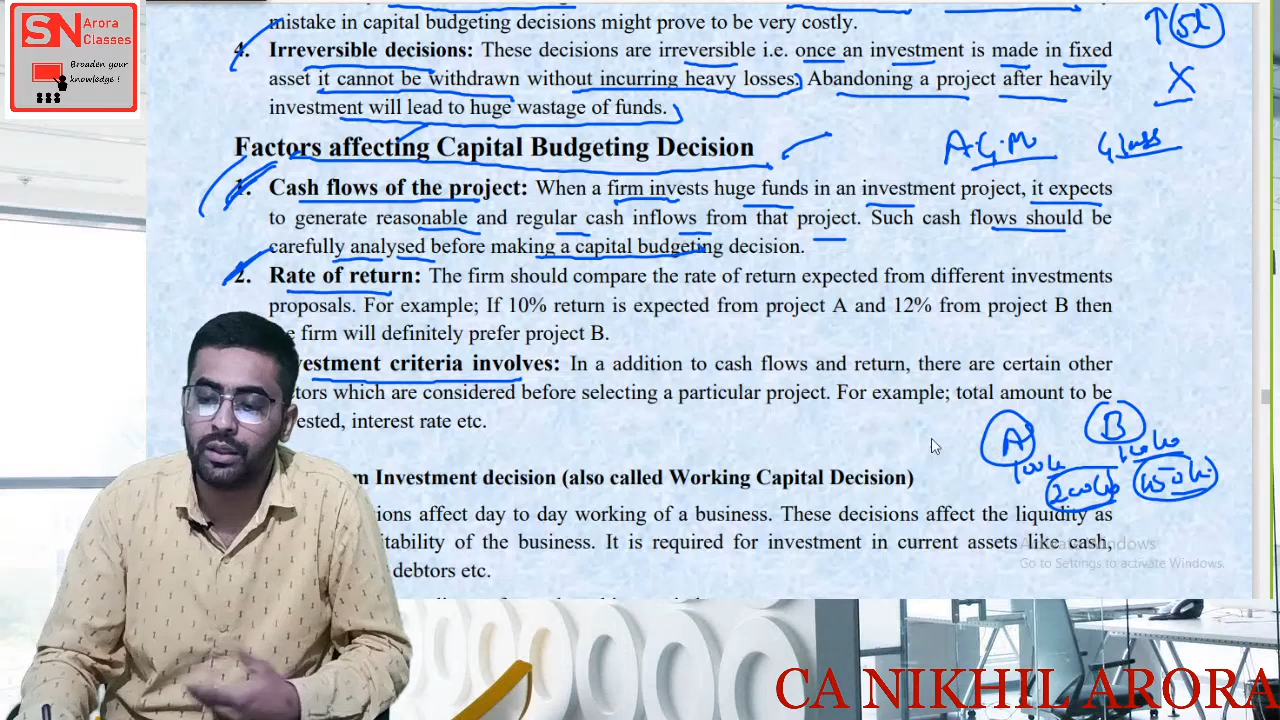 SN Arora Classes
Broaden your knowledge !
mistake in capital budgeting decisions might prove to be very costly.
4. Irreversible decisions: These decisions are irreversible i.e. once an investment is made in fixed
asset it cannot be withdrawn without incurring heavy losses. Abandoning a project after heavily
investment will lead to huge wastage of funds.
Factors affecting Capital Budgeting Decision
A.G.M
1. Cash flows of the project: When a firm invests huge funds in an investment project, it expects
to generate reasonable and regular cash inflows from that project. Such cash flows should be
carefully analysed before making a capital budgeting decision.
2. Rate of return: The firm should compare the rate of return expected from different investments
proposals. For example; If 10% return is expected from project A and 12% from project B then
firm will definitely prefer project B.
estment criteria involves: In a addition to cash flows and return, there are certain other
tors which are considered before selecting a particular project. For example; total amount to be
ested, interest rate etc.
A B
m Investment decision (also called Working Capital Decision)
ions affect day to day working of a business. These decisions affect the liquidity as
itability of the business. It is required for investment in current assets like cash,
debtors etc.
Activate Windows
Go to Settings to activate Windows.
CA NIKHIL ARORA